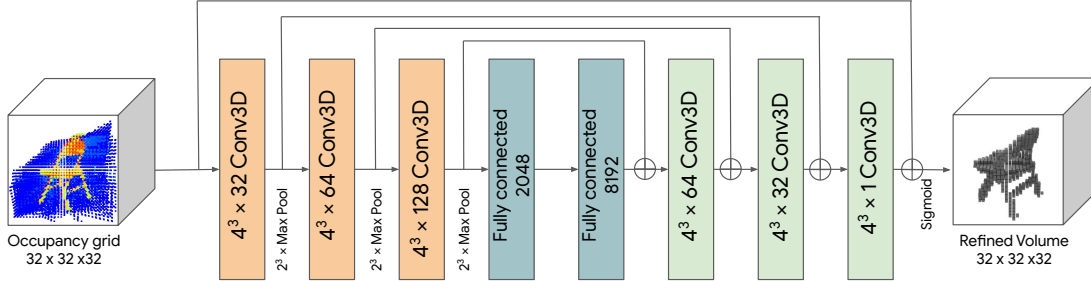 Occupancy grid
32 x 32 x32
4³ × 32 Conv3D
2³ × Max Pool
4³ × 64 Conv3D
2³ × Max Pool
4³ × 128 Conv3D
2³ × Max Pool
Fully connected
2048
Fully connected
8192
4³ × 64 Conv3D
4³ × 32 Conv3D
4³ × 1 Conv3D
Sigmoid
Refined Volume
32 x 32 x32